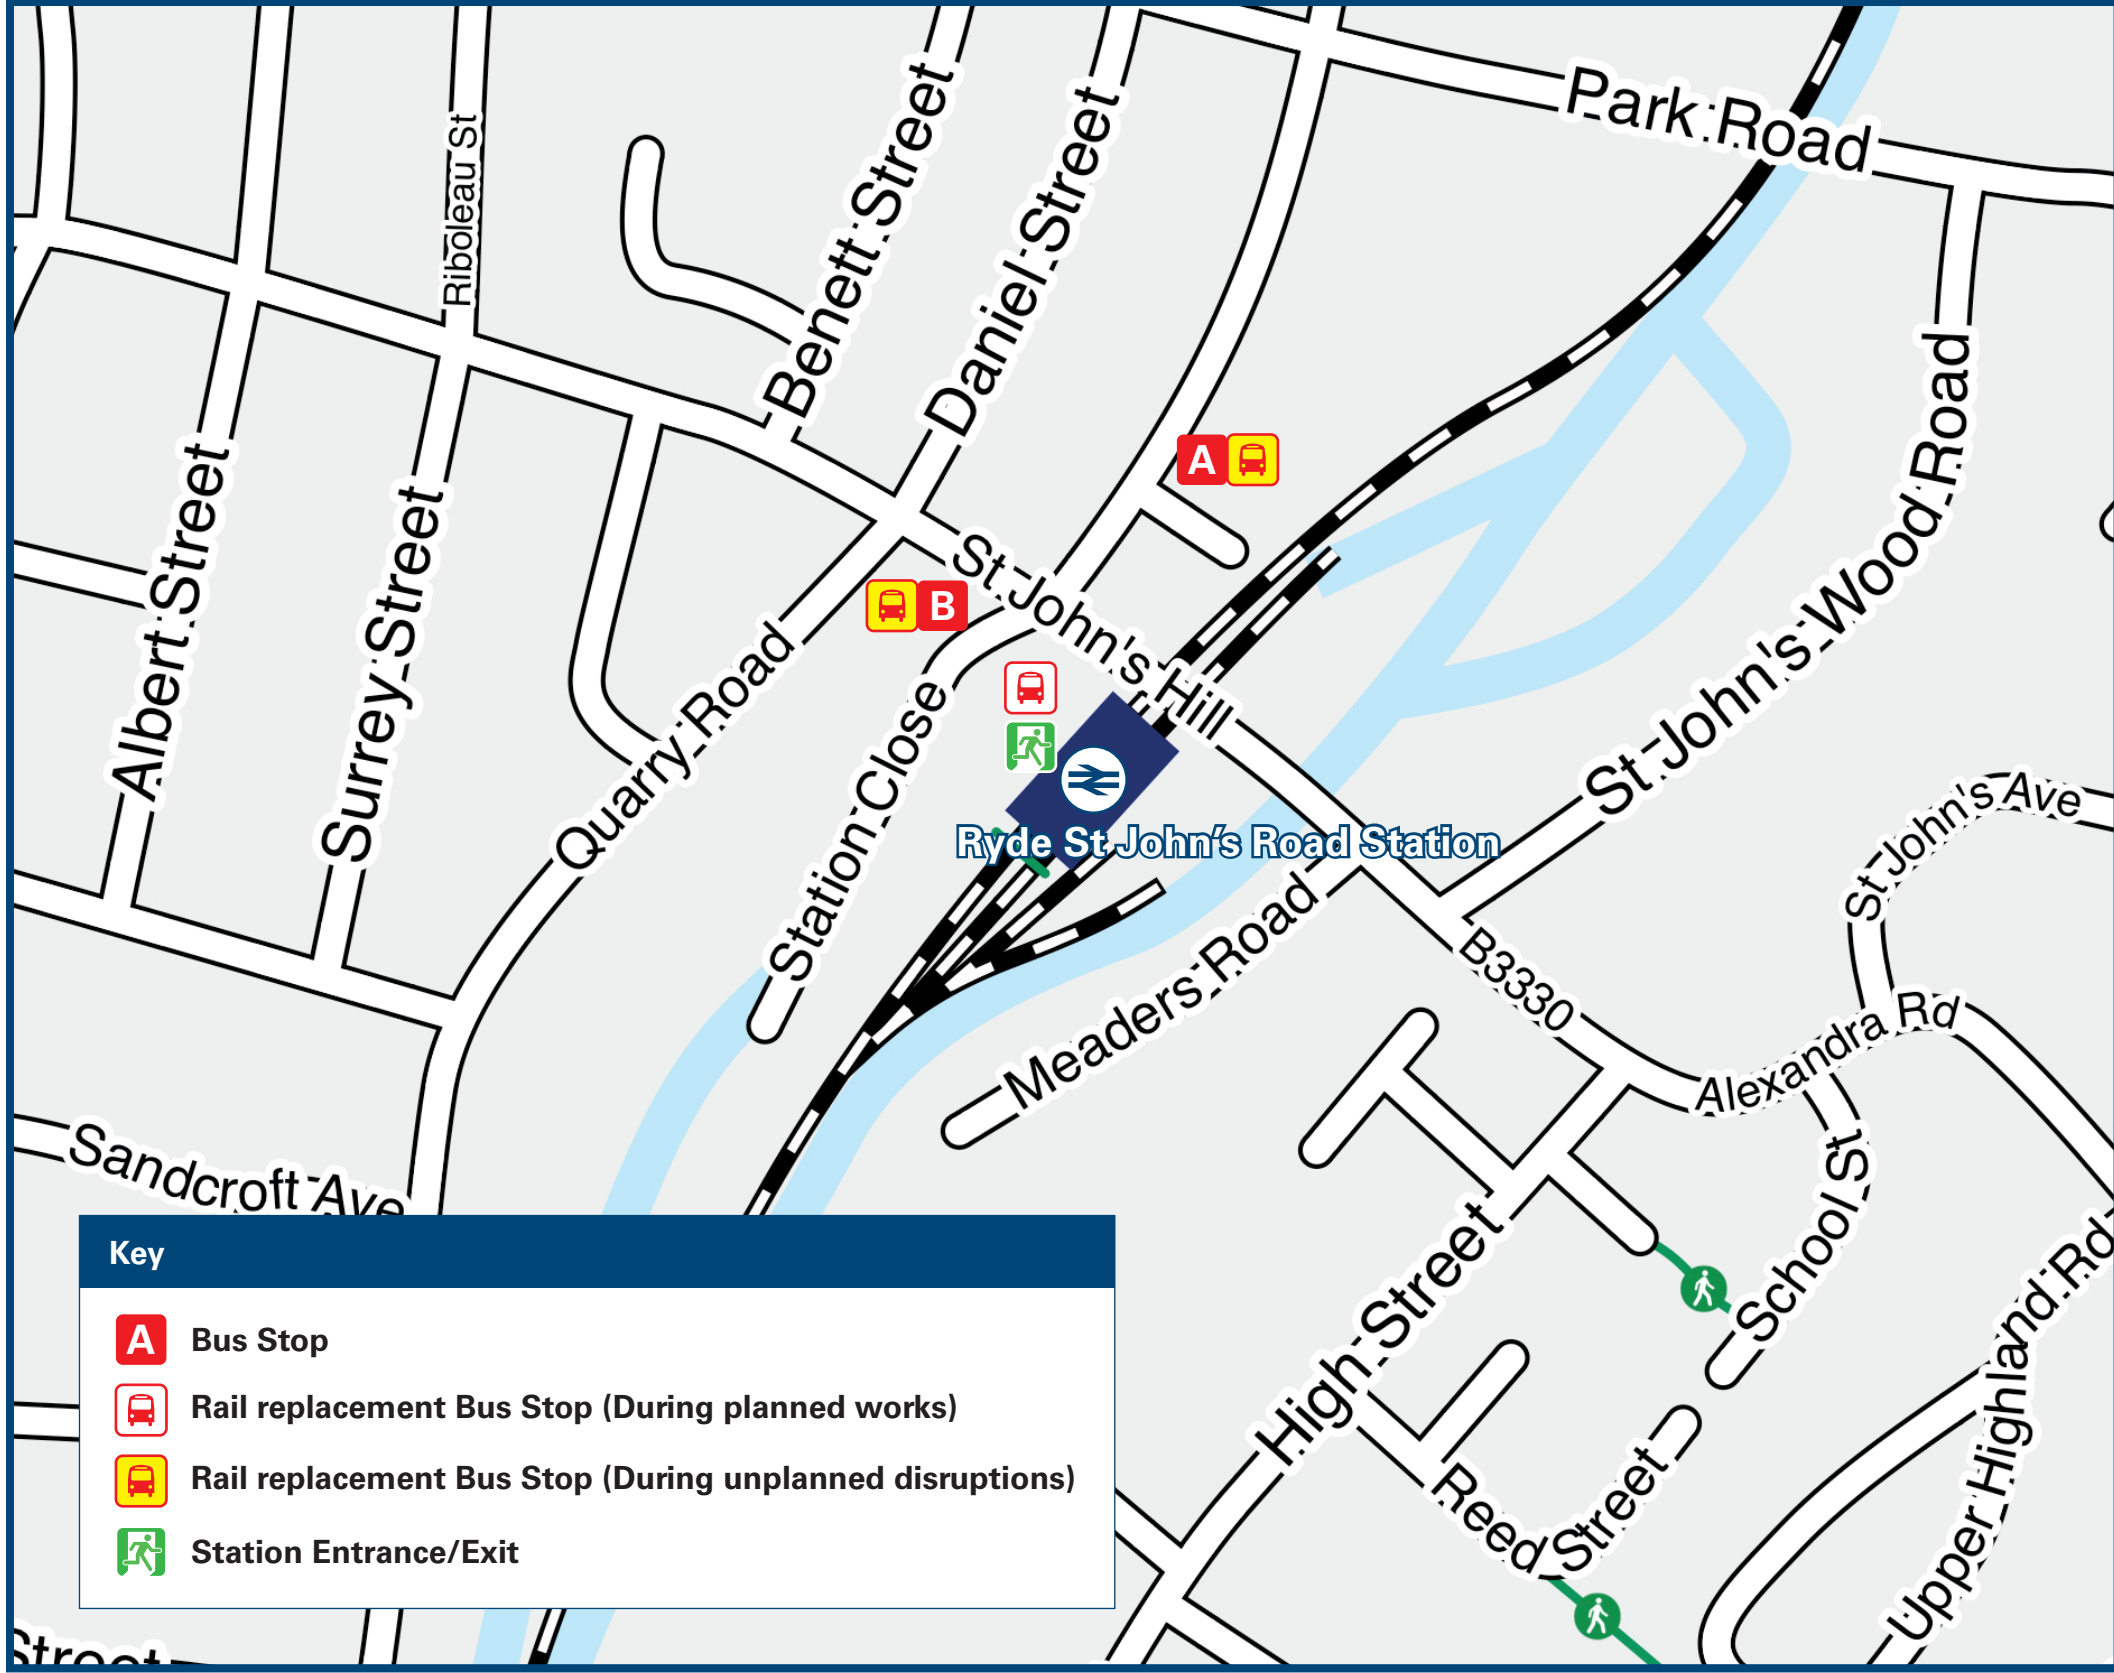 Park Road
Bennett Street
Daniel Street
Riboleau St
St John's Wood Road
A
Albert Street
Surrey Street
St John's Hill
B
Quarry Road
Station Close
Ryde St John's Road Station
St John's Ave
Meaders Road
B3330
Alexandra Rd
Sandcroft Ave
School St
High Street
Upper Highland Rd
Reed Street
Key
A Bus Stop
Rail replacement Bus Stop (During planned works)
Rail replacement Bus Stop (During unplanned disruptions)
Station Entrance/Exit
Street